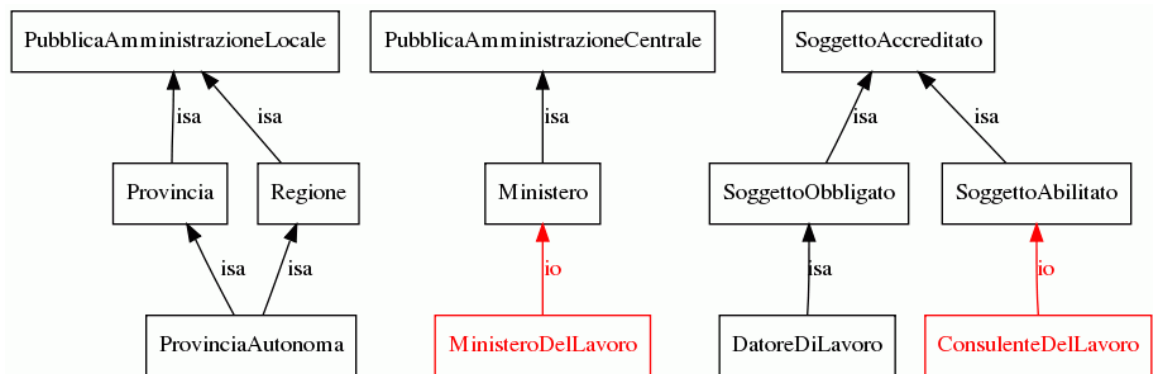 PubblicaAmministrazioneLocale
PubblicaAmministrazioneCentrale
SoggettoAccreditato
isa
isa
isa
isa
isa
Provincia
Regione
Ministero
SoggettoObbligato
SoggettoAbilitato
isa
isa
io
isa
io
ProvinciaAutonoma
MinisteroDelLavoro
DatoreDiLavoro
ConsulenteDelLavoro